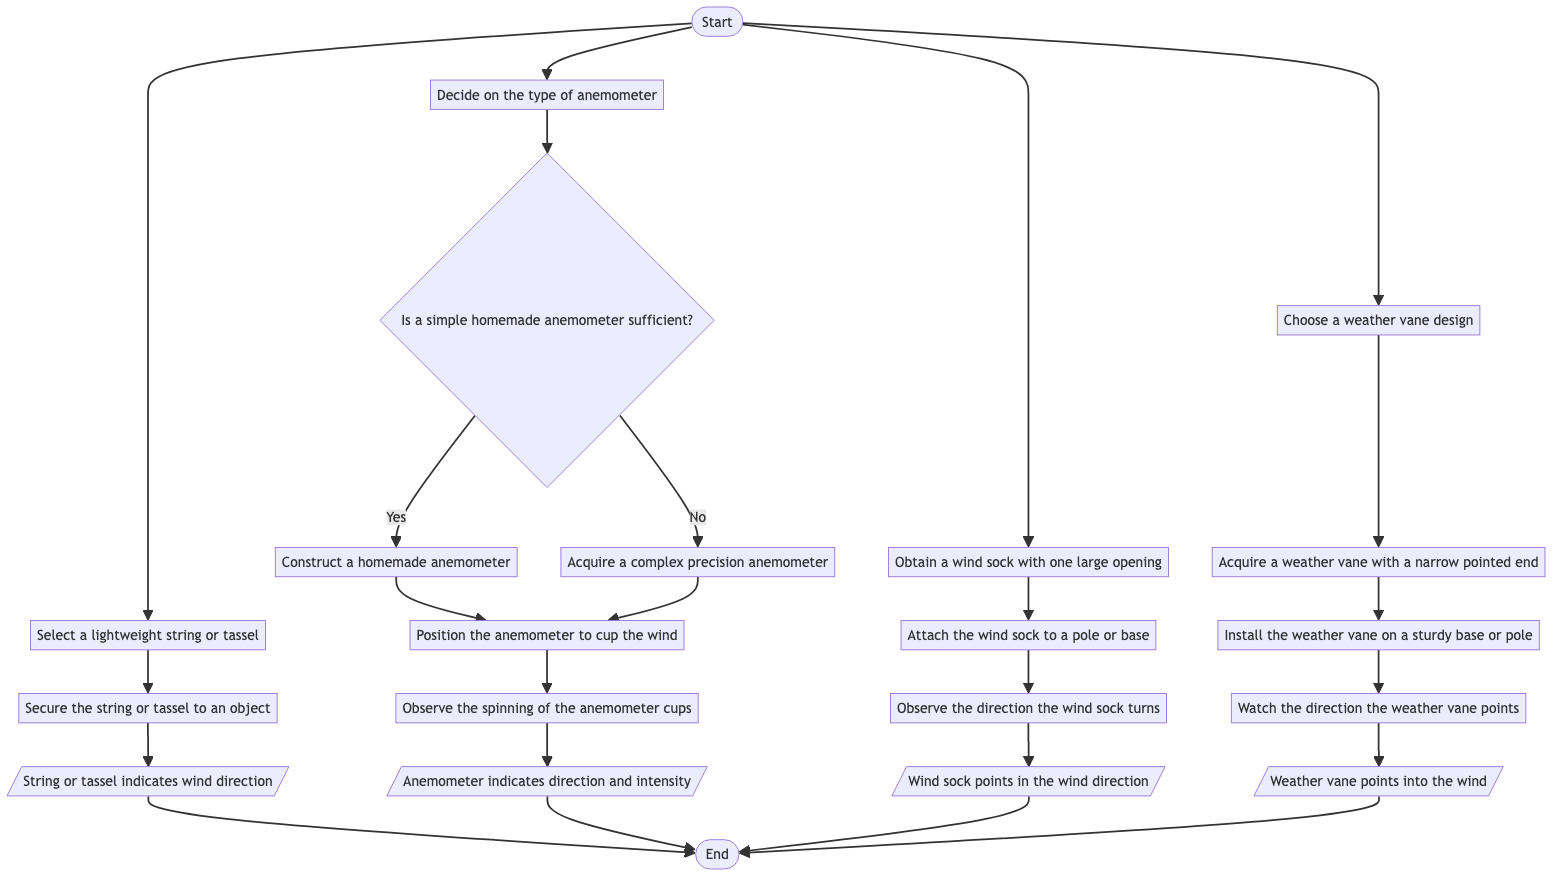 Start
Decide on the type of anemometer
Is a simple homemade anemometer sufficient?
Choose a weather vane design
Yes
No
Construct a homemade anemometer
Acquire a complex precision anemometer
Obtain a wind sock with one large opening
Acquire a weather vane with a narrow pointed end
Select a lightweight string or tassel
Position the anemometer to cup the wind
Attach the wind sock to a pole or base
Install the weather vane on a sturdy base or pole
Secure the string or tassel to an object
Observe the spinning of the anemometer cups
Observe the direction the wind sock turns
Watch the direction the weather vane points
String or tassel indicates wind direction
Anemometer indicates direction and intensity
Wind sock points in the wind direction
Weather vane points into the wind
End